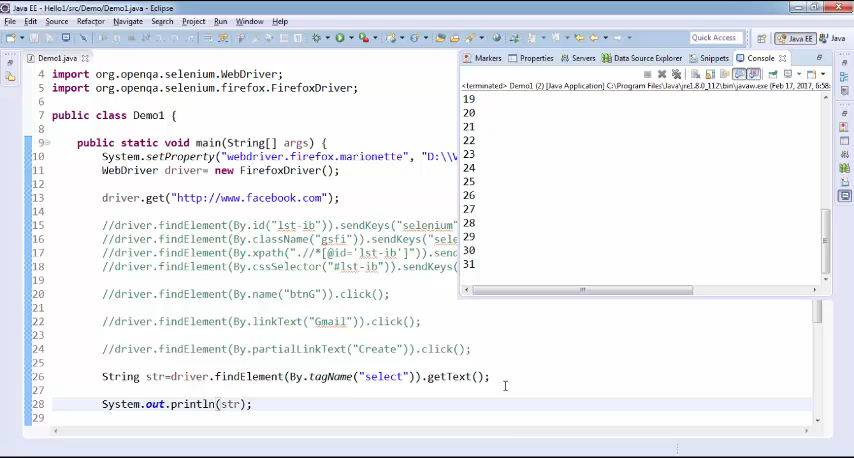 Java EE - Hello1/src/Demo/Demo1.java - Eclipse
File Edit Source Refactor Navigate Search Project Run Window Help
Quick Access Java EE Java
Demo1.java
Markers Properties Servers Data Source Explorer Snippets Console
<terminated> Demo1 (2) [Java Application] C:\Program Files\Java\jre1.8.0_112\bin\javaw.exe (Feb 17, 2017, 6:58:
19
20
21
22
23
24
25
26
27
28
29
30
31
4 import org.openqa.selenium.WebDriver;
5 import org.openqa.selenium.firefox.FirefoxDriver;
6
7 public class Demo1 {
8
9 public static void main(String[] args) {
10 System.setProperty("webdriver.firefox.marionette", "D:\\V
11 WebDriver driver= new FirefoxDriver();
12
13 driver.get("http://www.facebook.com");
14
15 //driver.findElement(By.id("lst-ib")).sendKeys("selenium"
16 //driver.findElement(By.className("gsfi")).sendKeys("sele
17 //driver.findElement(By.xpath(".//*[@id='lst-ib']")).send
18 //driver.findElement(By.cssSelector("#lst-ib")).sendKeys(
19
20 //driver.findElement(By.name("btnG")).click();
21
22 //driver.findElement(By.linkText("Gmail")).click();
23
24 //driver.findElement(By.partialLinkText("Create")).click();
25
26 String str=driver.findElement(By.tagName("select")).getText();
27
28 System.out.println(str);
29